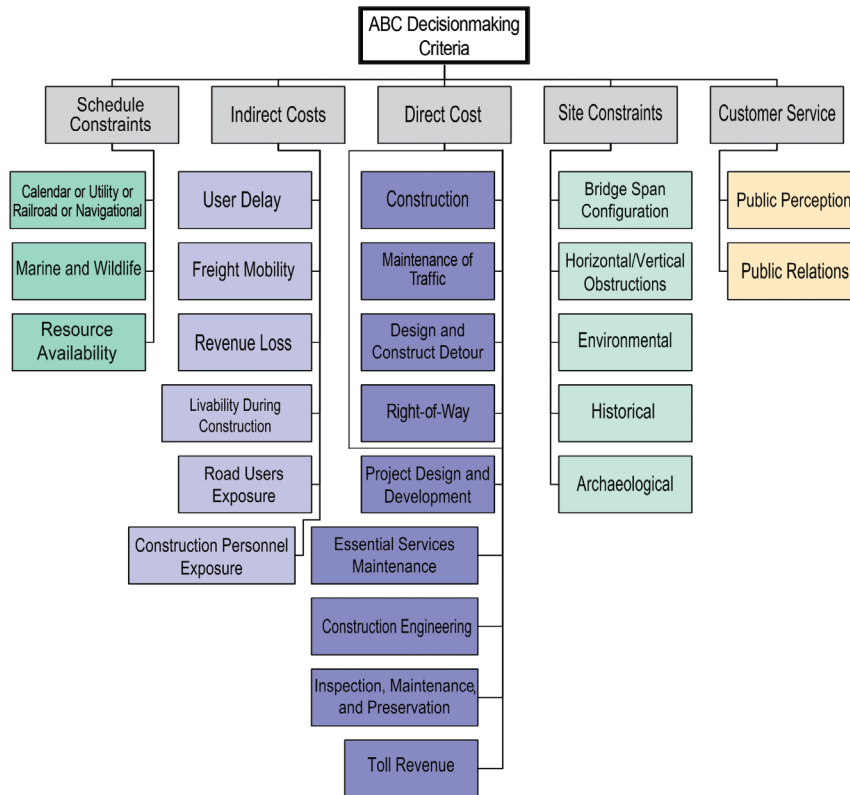 ABC Decisionmaking
Criteria
Schedule
Constraints
Indirect Costs
Direct Cost
Site Constraints
Customer Service
Calendar or Utility or
Railroad or Navigational
Marine and Wildlife
Resource
Availability
User Delay
Freight Mobility
Revenue Loss
Livability During
Construction
Road Users
Exposure
Construction Personnel
Exposure
Construction
Maintenance of
Traffic
Design and
Construct Detour
Right-of-Way
Project Design and
Development
Essential Services
Maintenance
Construction Engineering
Inspection, Maintenance,
and Preservation
Toll Revenue
Bridge Span
Configuration
Horizontal/Vertical
Obstructions
Environmental
Historical
Archaeological
Public Perception
Public Relations